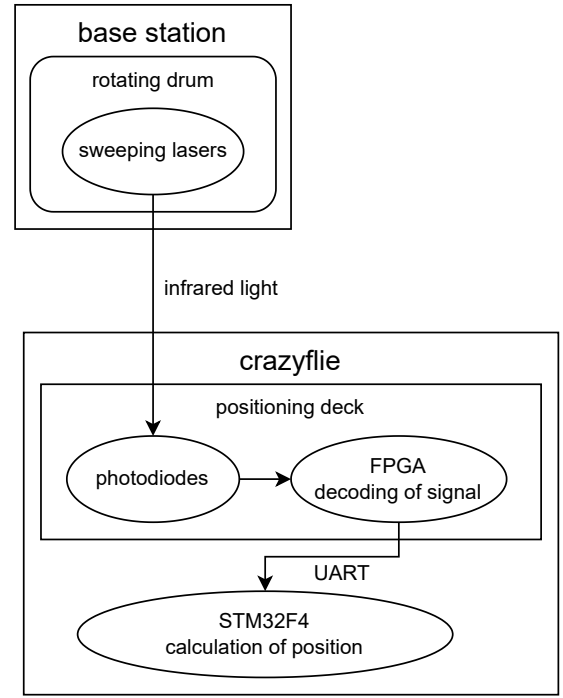 base station
rotating drum
sweeping lasers
infrared light
crazyflie
positioning deck
photodiodes
FPGA
decoding of signal
UART
STM32F4
calculation of position